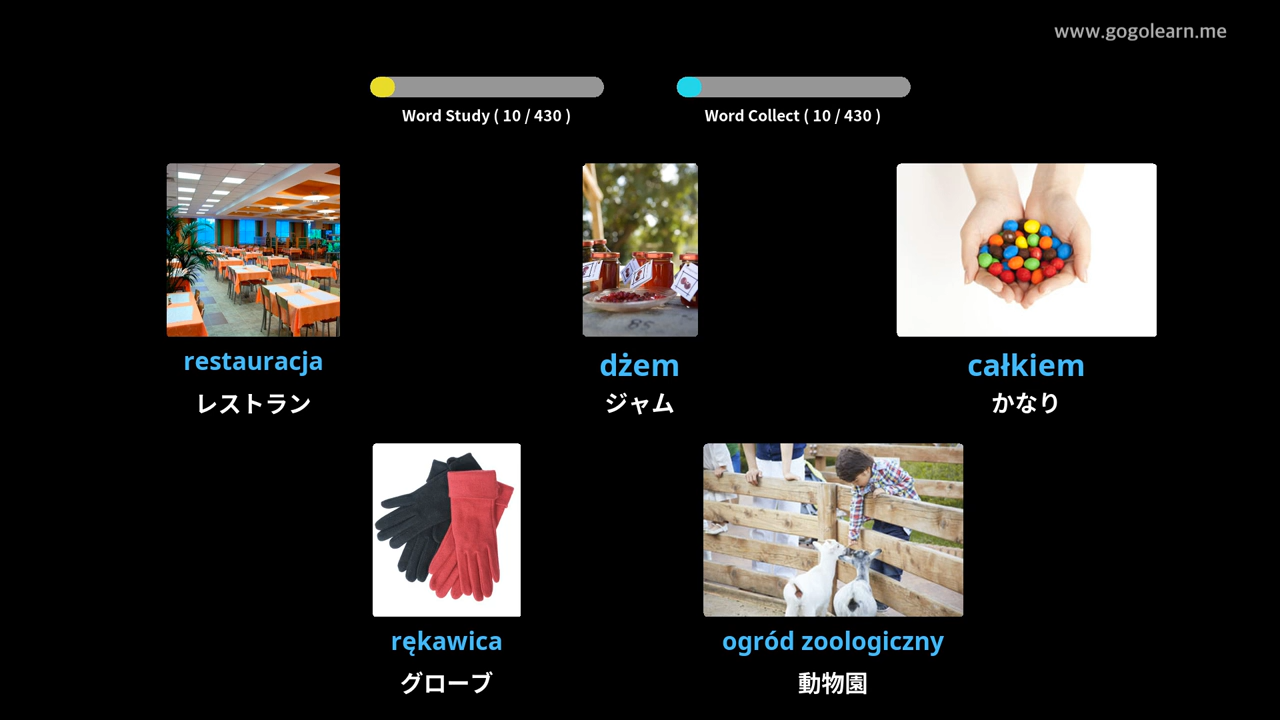 www.gogolearn.me
Word Study ( 10 / 430 )
Word Collect ( 10 / 430 )
restauracja
レストラン
dżem
ジャム
całkiem
かなり
rękawica
グローブ
ogród zoologiczny
動物園